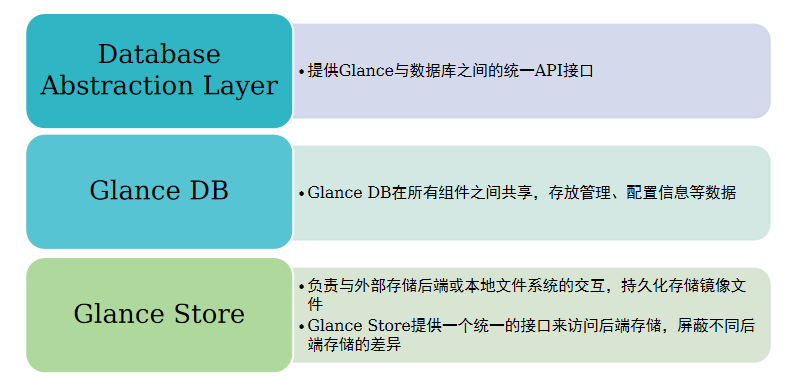 Database
Abstraction Layer
• 提供Glance与数据库之间的统一API接口
Glance DB
• Glance DB在所有组件之间共享，存放管理、配置信息等数据
Glance Store
• 负责与外部存储后端或本地文件系统的交互，持久化存储镜像文
件
• Glance Store提供一个统一的接口来访问后端存储，屏蔽不同后
端存储的差异